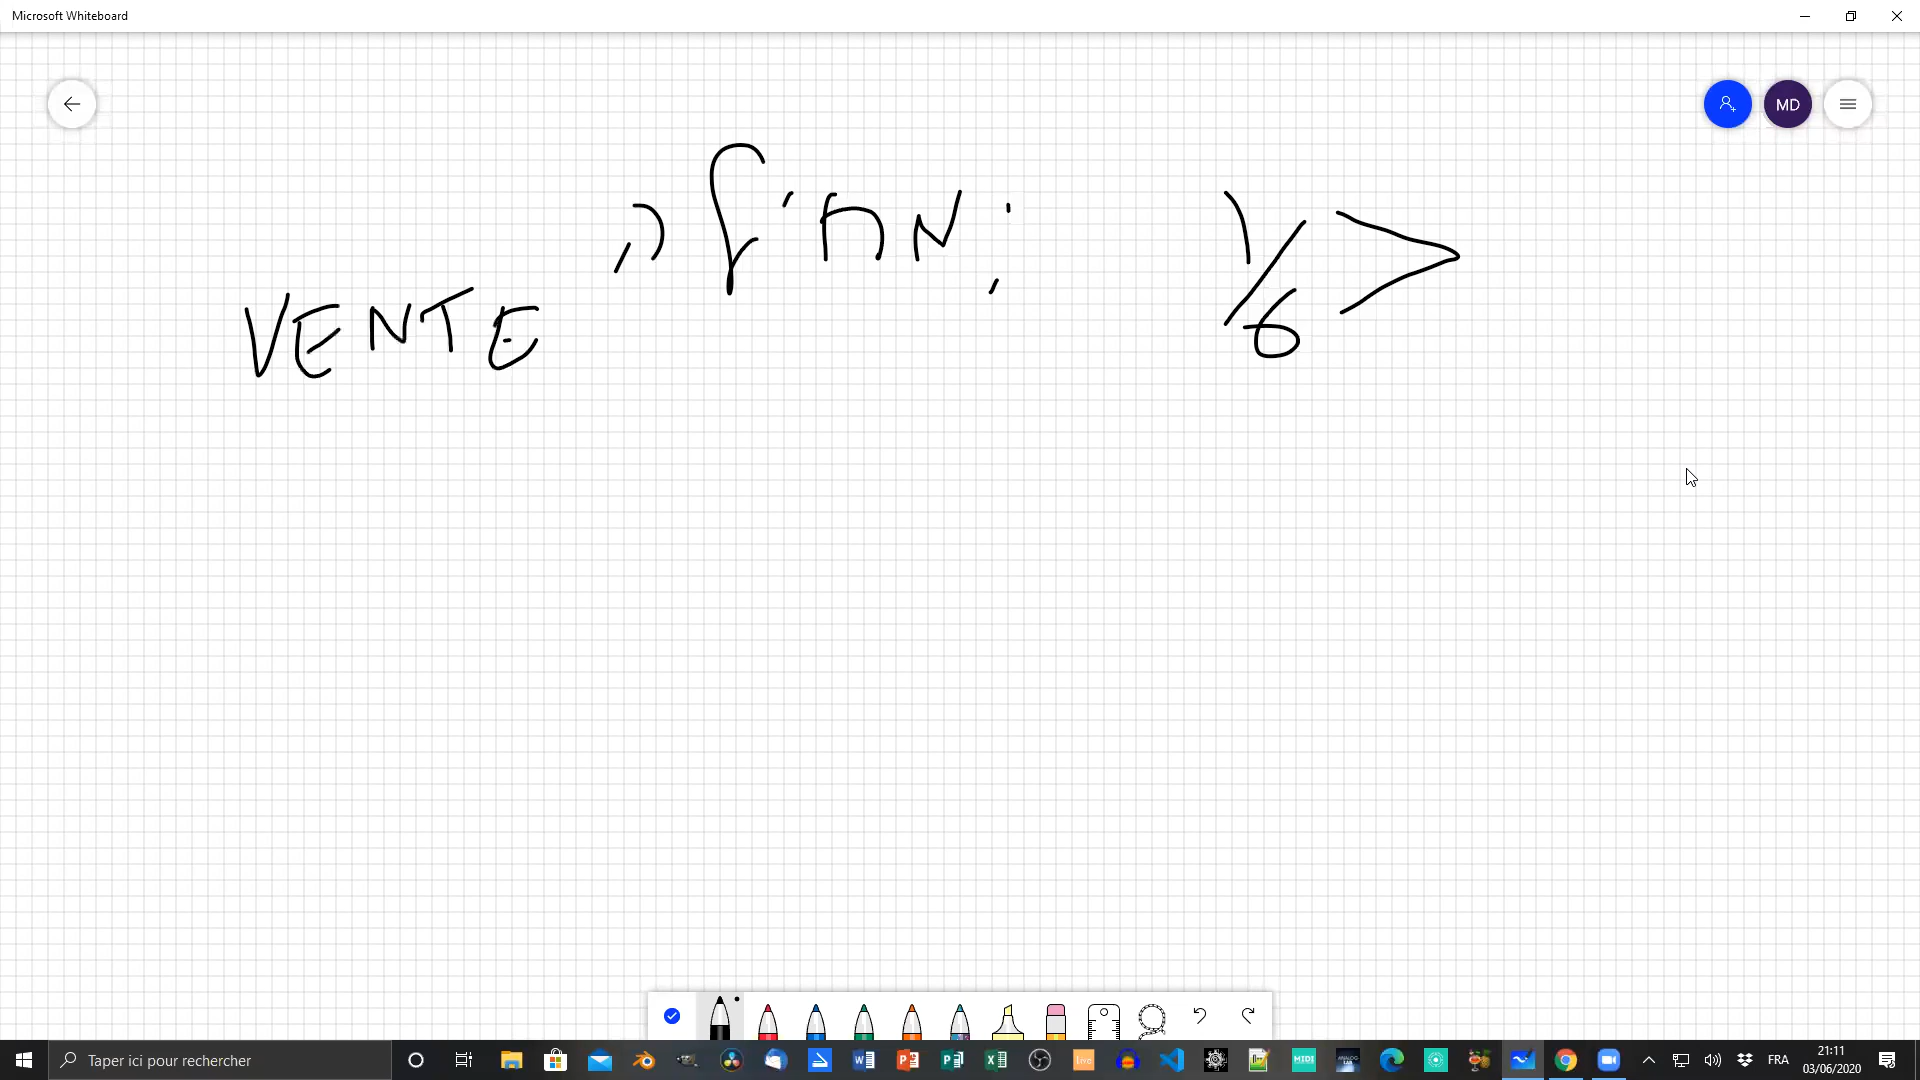 Microsoft Whiteboard
MD
VENTE
1/6 >
Taper ici pour rechercher
FRA
21:11
03/06/2020